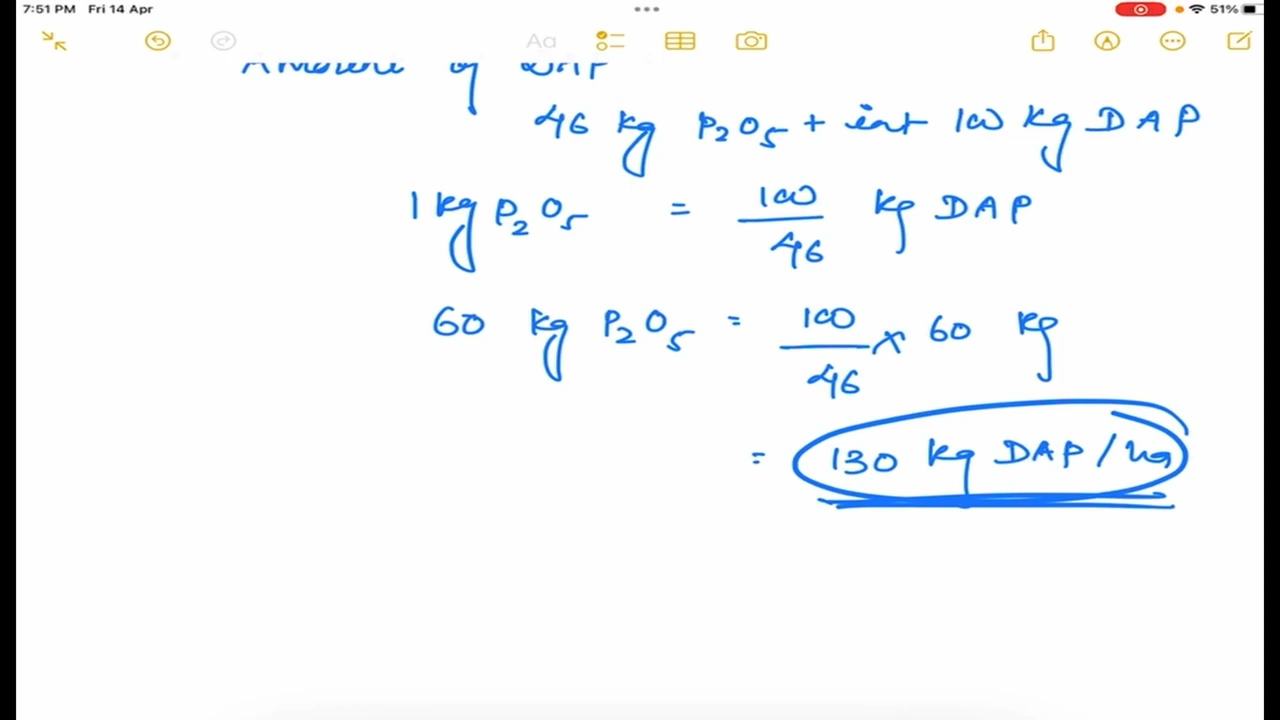 7:51 PM Fri 14 Apr
51%
Aa
Amount of DAP
46 kg P2O5 + int 100 kg DAP
1 kg P2O5 = 100/46 kg DAP
60 kg P2O5 = 100/46 x 60 kg
= 130 kg DAP/ha